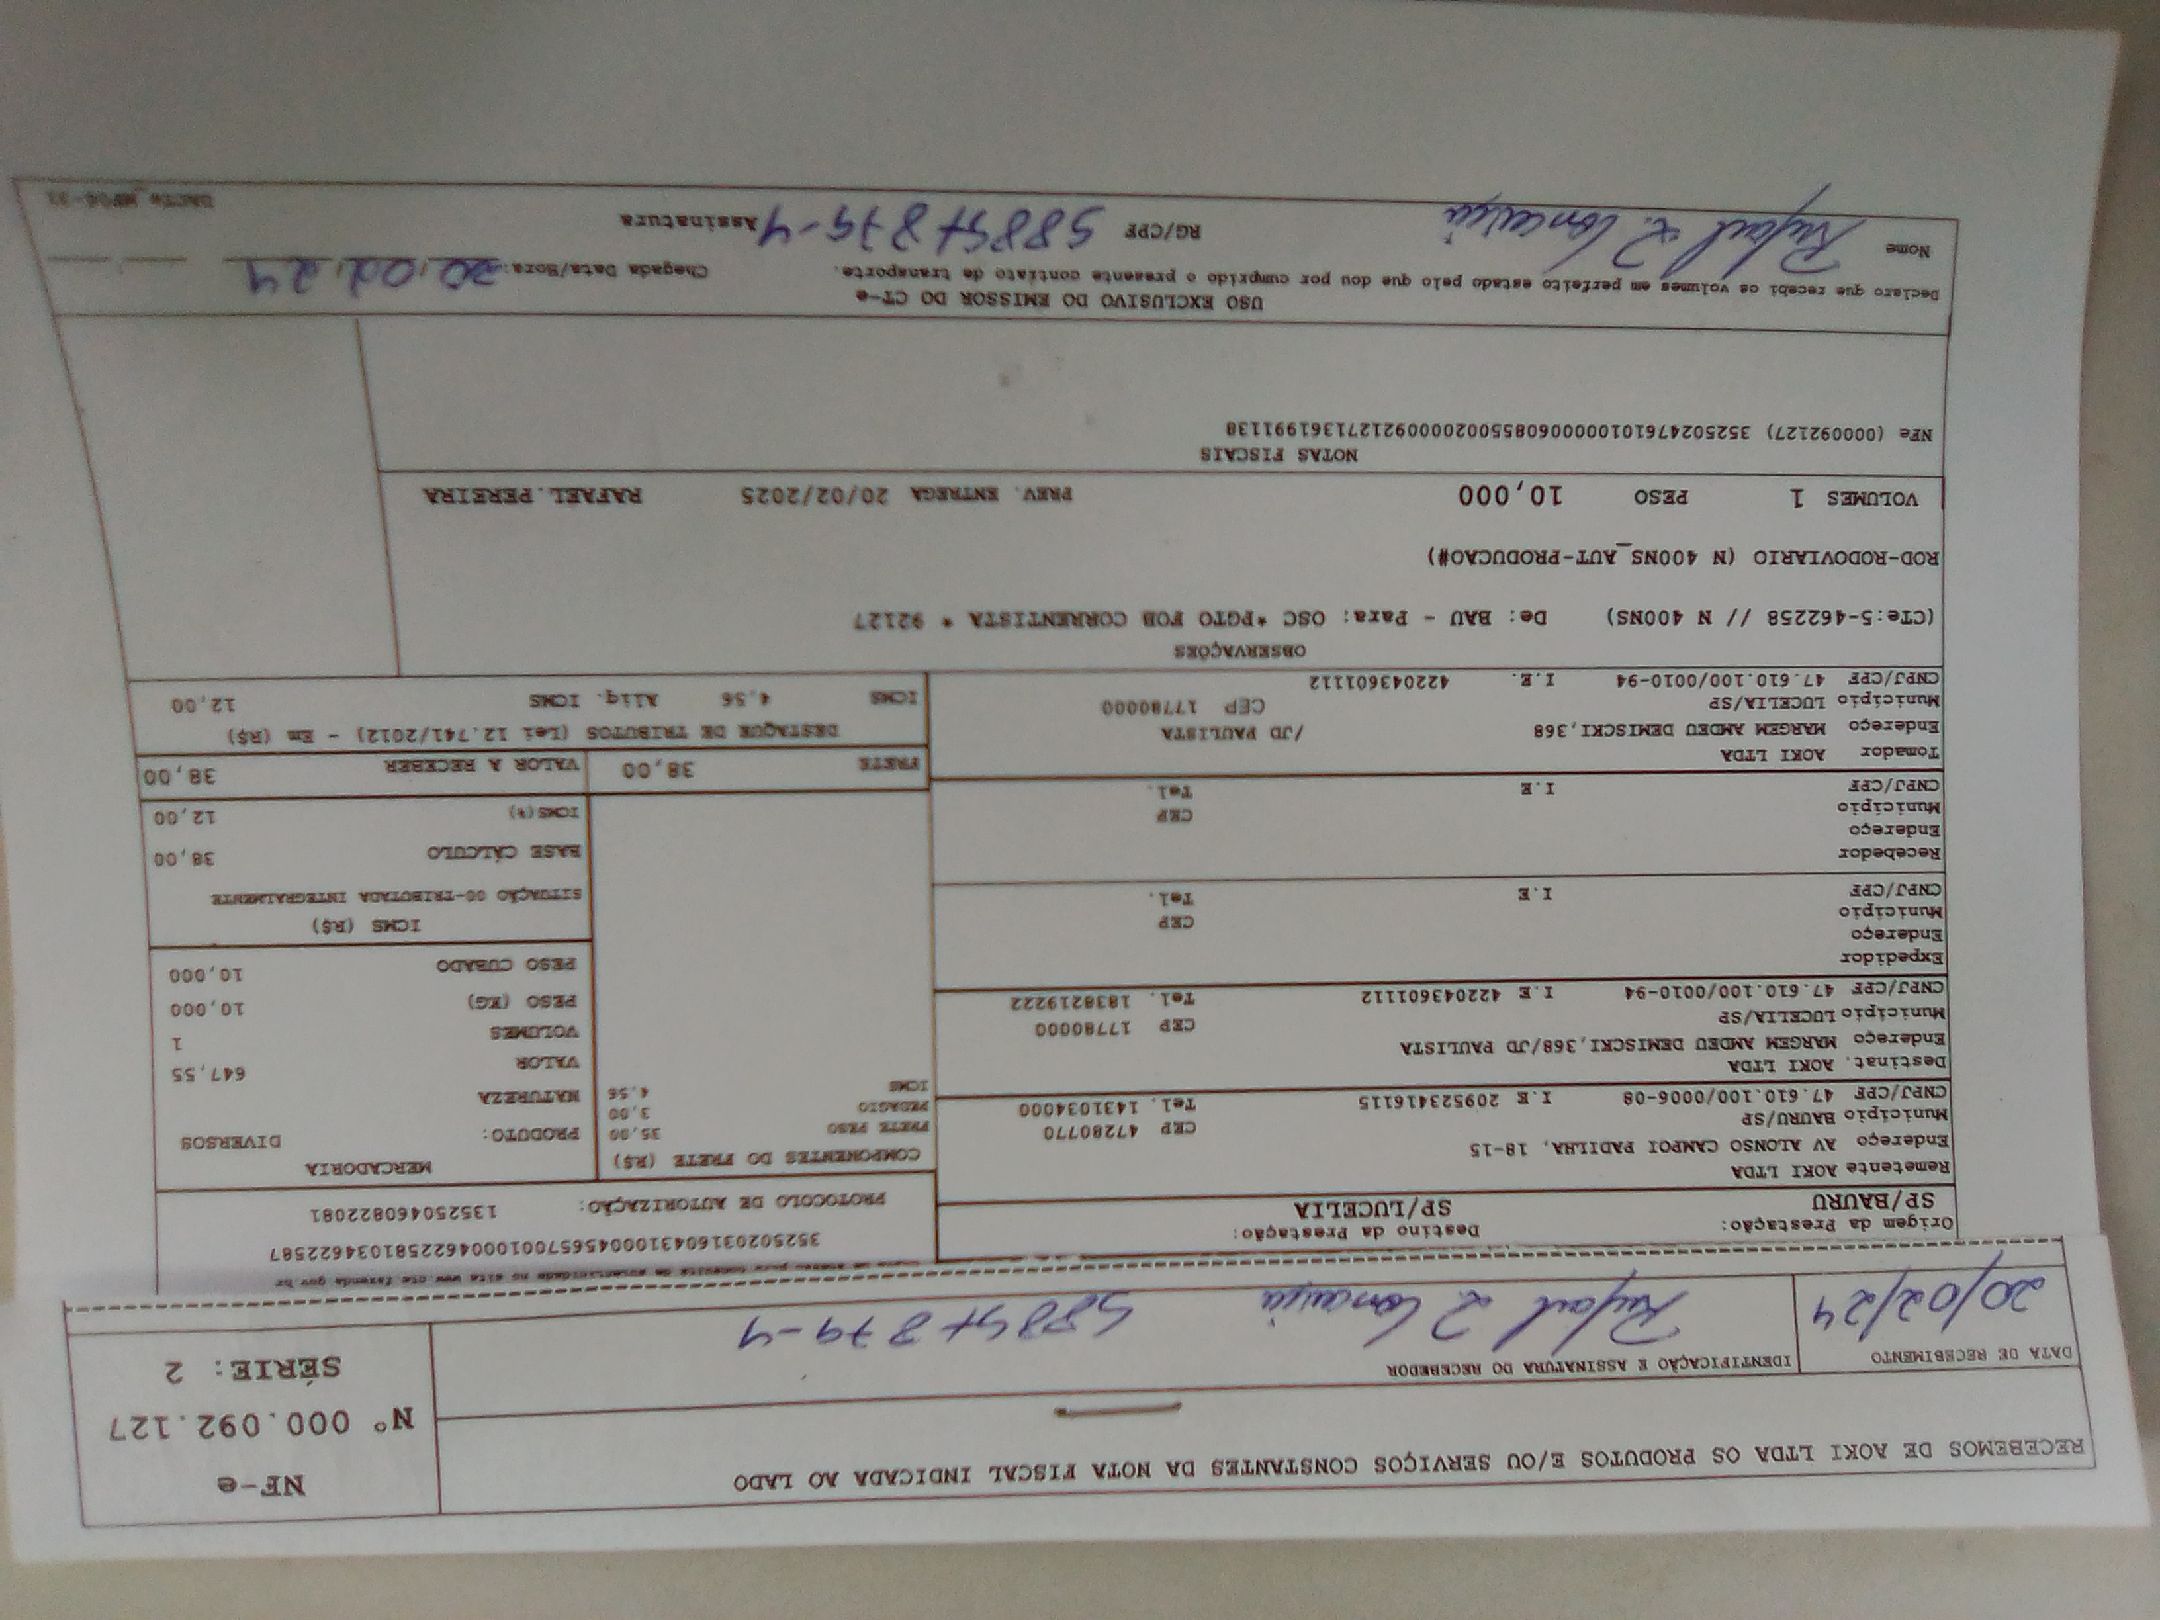 RECEBEMOS DE AOKI LTDA OS PRODUTOS E/OU SERVIÇOS CONSTANTES DA NOTA FISCAL INDICADA AO LADO
NF-e
Nº 000.092.127
SÉRIE: 2
DATA DE RECEBIMENTO
IDENTIFICAÇÃO E ASSINATURA DO RECEBEDOR
20/02/24
Rafael
Origem da Prestação:
Destino da Prestação:
SP/BAURU
SP/LUCELIA
Remetente AOKI LTDA
Endereço AV ALONSO CAMPOI PADILHA, 18-15
Município BAURU/SP CEP 47280770
CNPJ/CPF 47.610.100/0006-08 I.E 209523416115 Tel. 1431034000
Destinat. AOKI LTDA
Endereço MARGEM AMDEU DEMISCKI,368/JD PAULISTA
Município LUCELIA/SP CEP 17780000
CNPJ/CPF 47.610.100/0010-94 I.E 42204360​1112 Tel. 1838219222
Expedidor
Endereço
Município CEP
CNPJ/CPF I.E Tel.
Recebedor
Endereço
Município CEP
CNPJ/CPF I.E Tel.
Tomador AOKI LTDA
Endereço MARGEM AMDEU DEMISCKI,368 /JD PAULISTA
Município LUCELIA/SP CEP 17780000
CNPJ/CPF 47.610.100/0010-94 I.E. 422043601112
PROTOCOLO DE AUTORIZAÇÃO: 135250460822081
COMPONENTES DO FRETE (R$)
FRETE PESO 35,00
PEDAGIO 3,00
ICMS 4,56
MERCADORIA
PRODUTO: DIVERSOS
NATUREZA
VALOR 647,55
VOLUMES 1
PESO (KG) 10,000
PESO CUBADO 10,000
ICMS (R$)
SITUAÇÃO 00-TRIBUTADA INTEGRALMENTE
BASE CÁLCULO 38,00
ICMS(%) 12,00
FRETE 38,00
VALOR A RECEBER 38,00
DESTAQUE DE TRIBUTOS (Lei 12.741/2012) - Em (R$)
ICMS 4,56 Aliq. ICMS 12,00
OBSERVAÇÕES
(CTe:5-462258 // N 400NS) De: BAU - Para: OSC *PGTO FOB CORRENTISTA * 92127
ROD-RODOVIARIO (N 400NS_AUT-PRODUCAO#)
VOLUMES 1 PESO 10,000 PREV. ENTREGA 20/02/2025 RAFAEL.PEREIRA
NOTAS FISCAIS
NFe (000092127)
USO EXCLUSIVO DO EMISSOR DO CT-e
Declaro que recebi os volumes em perfeito estado pelo que dou por cumprido o presente contrato de transporte.
Chegada Data/Hora: 20,02,24
Nome Rafael
RG/CPF
Assinatura